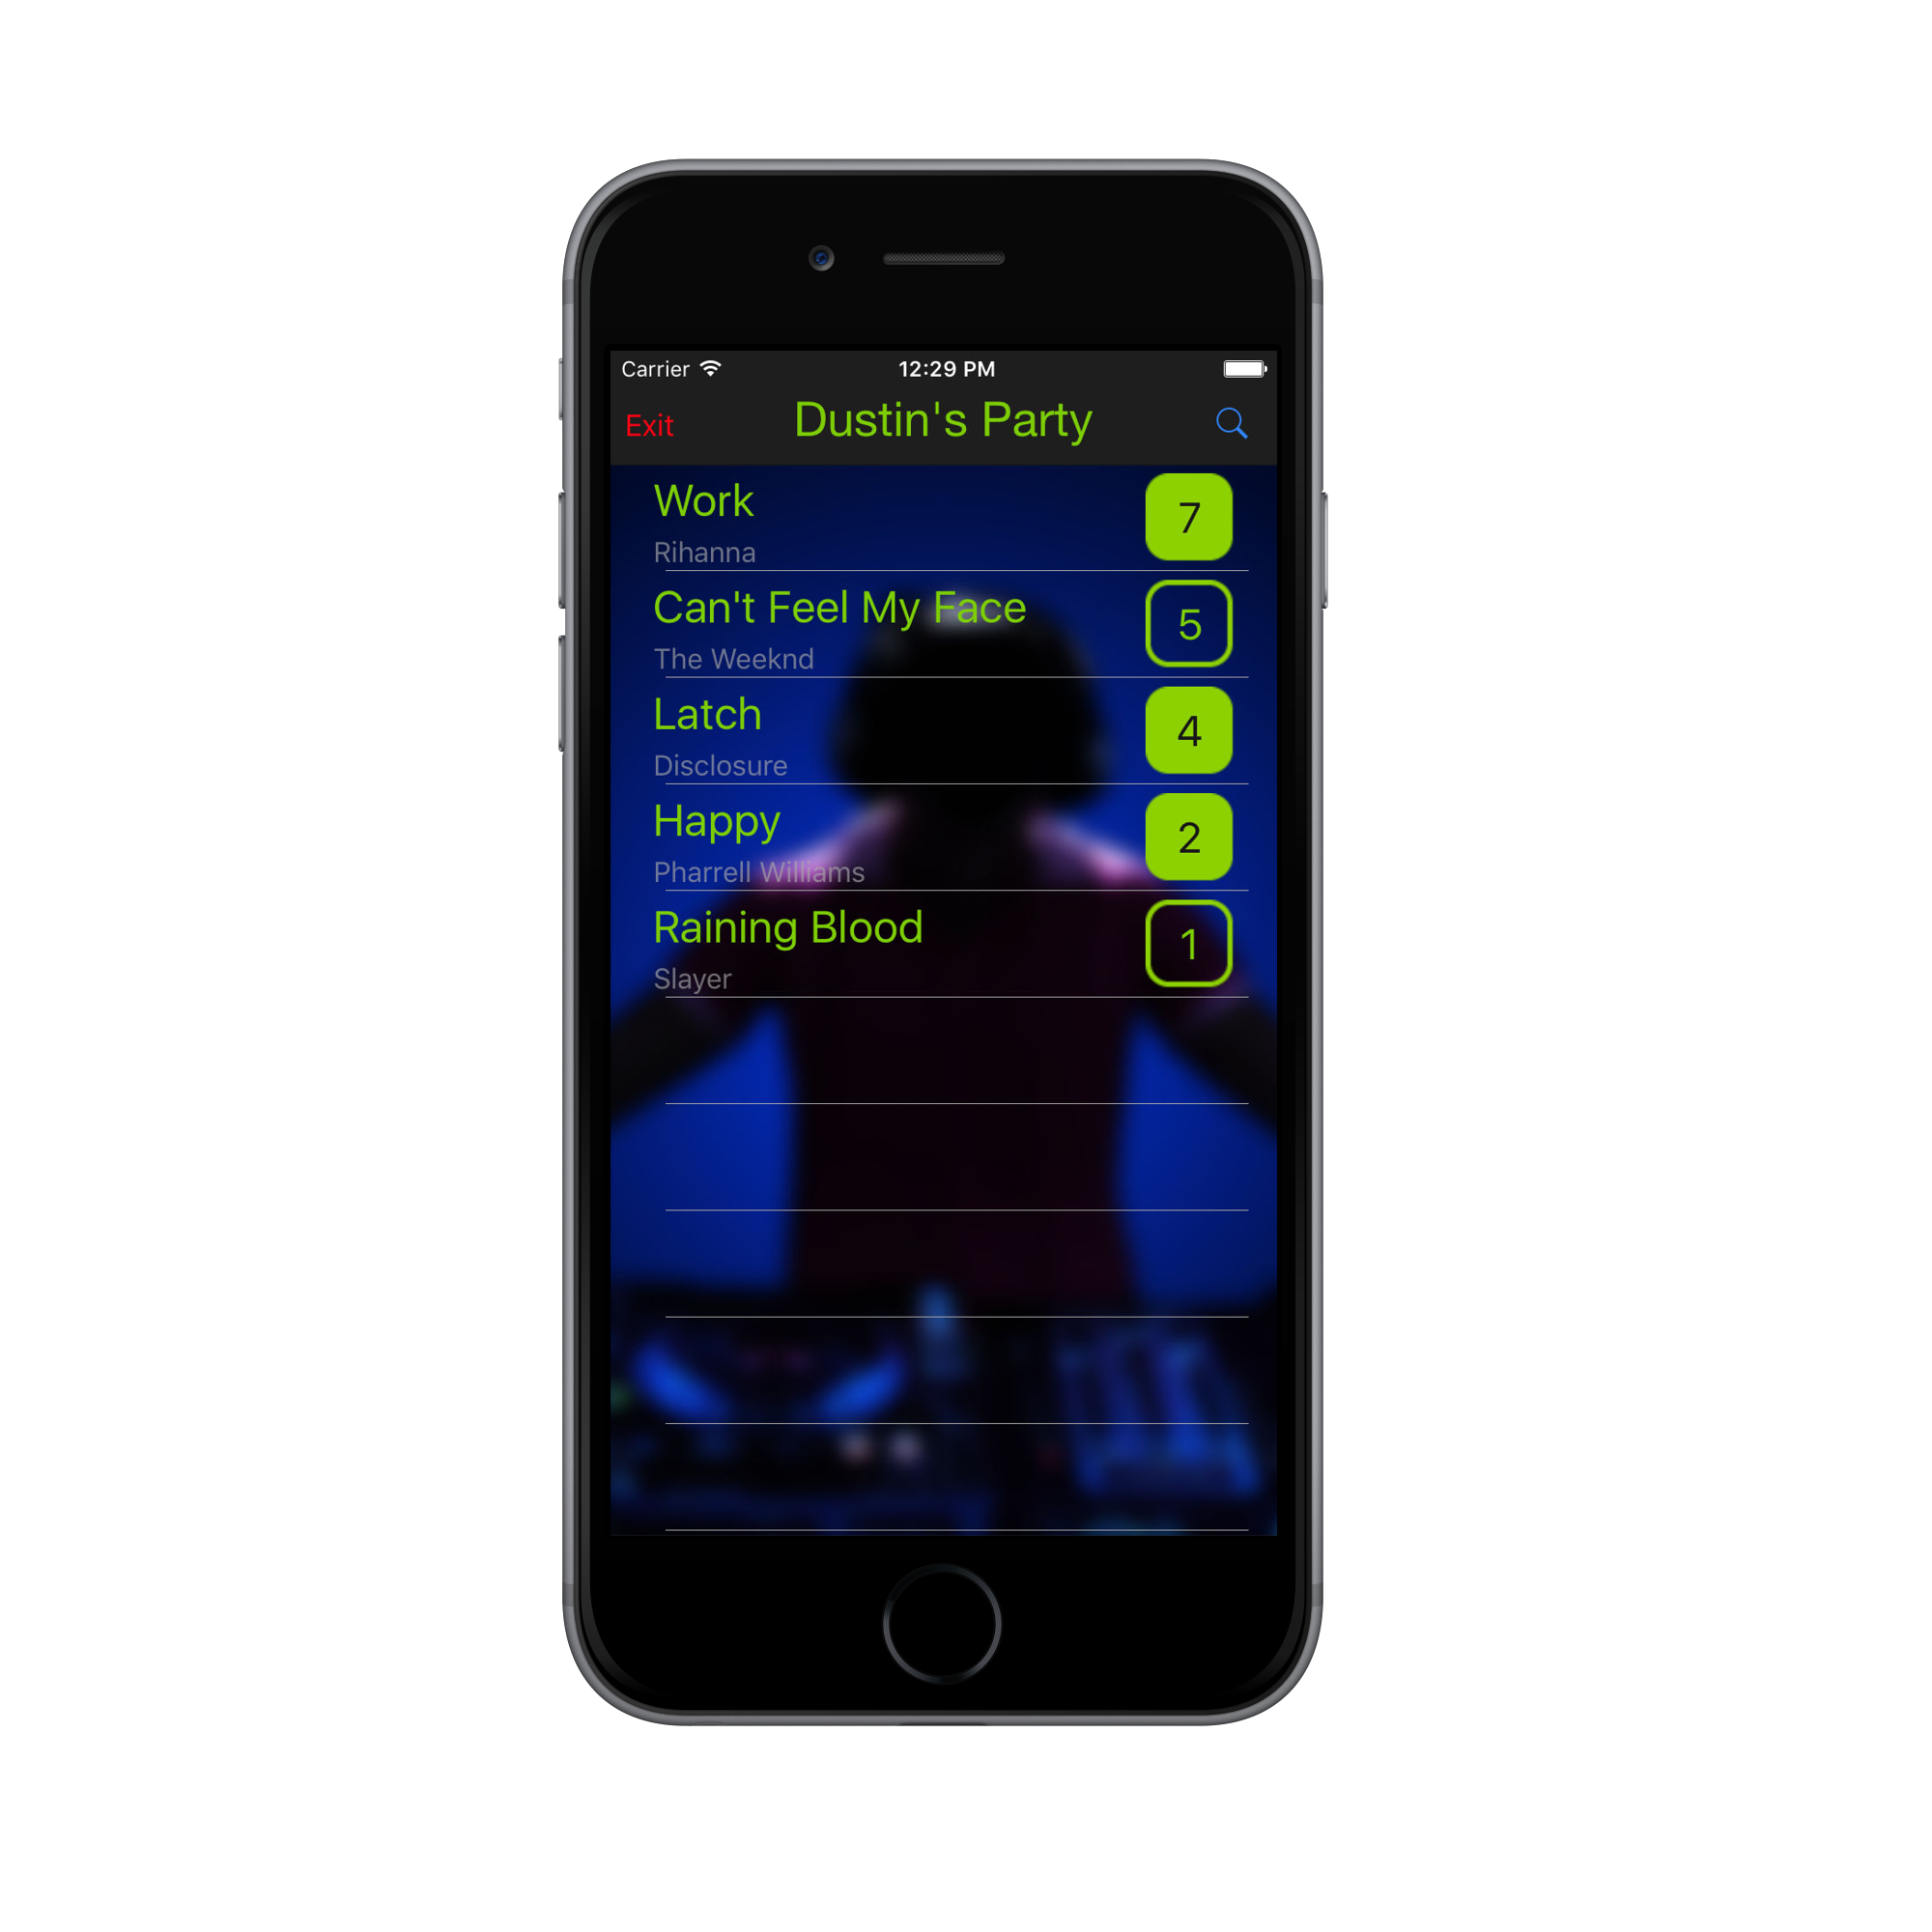 Carrier 12:29 PM
Exit Dustin's Party
Work 7
Rihanna
Can't Feel My Face 5
The Weeknd
Latch 4
Disclosure
Happy 2
Pharrell Williams
Raining Blood 1
Slayer